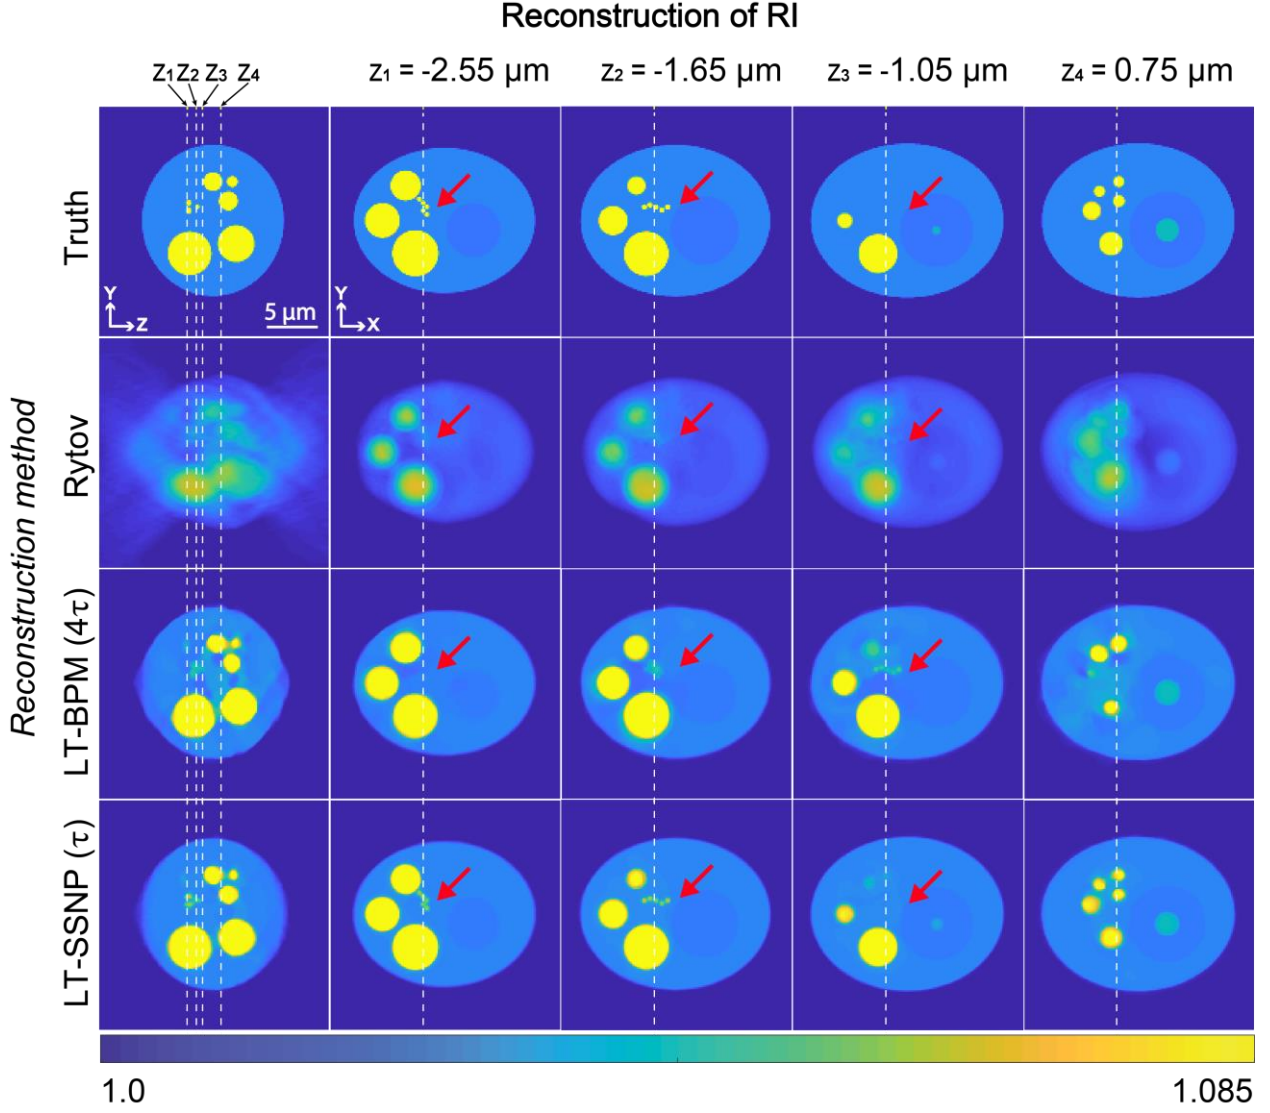 Reconstruction of RI
z₁ z₂ z₃ z₄
z₁ = -2.55 µm
z₂ = -1.65 µm
z₃ = -1.05 µm
z₄ = 0.75 µm
Reconstruction method
Truth
Y
Z
5 µm
Y
X
Rytov
LT-BPM (4τ)
LT-SSNP (τ)
1.0
1.085